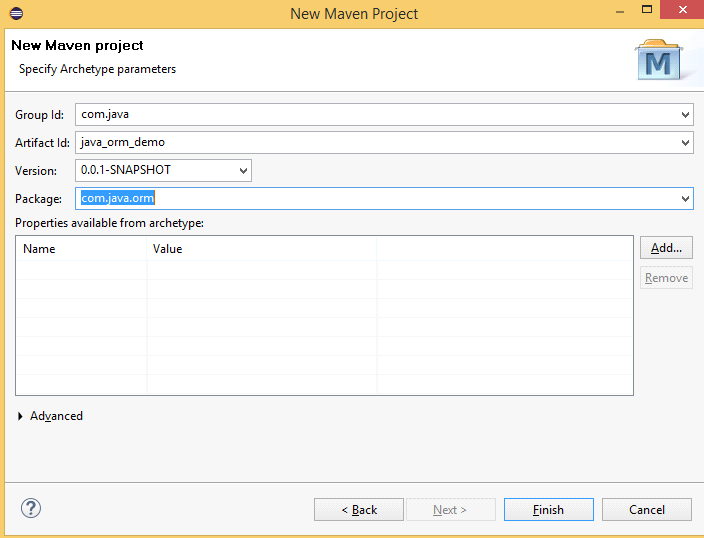 New Maven Project
New Maven project
Specify Archetype parameters
M
Group Id: com.java
Artifact Id: java_orm_demo
Version: 0.0.1-SNAPSHOT
Package: com.java.orm
Properties available from archetype:
Name Value
Add...
Remove
Advanced
? < Back Next > Finish Cancel